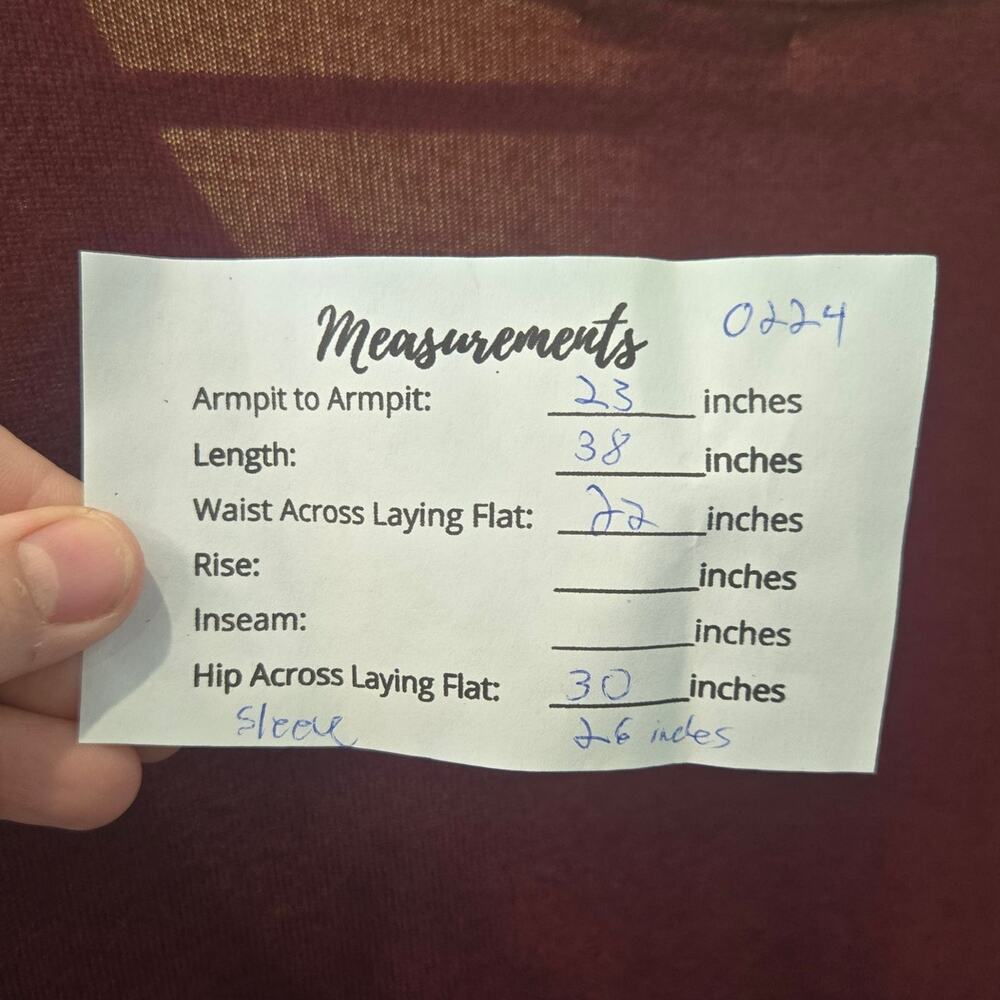 Measurements 0224
Armpit to Armpit: 23 inches
Length: 38 inches
Waist Across Laying Flat: 22 inches
Rise: inches
Inseam: inches
Hip Across Laying Flat: 30 inches
Sleeve 26 inches